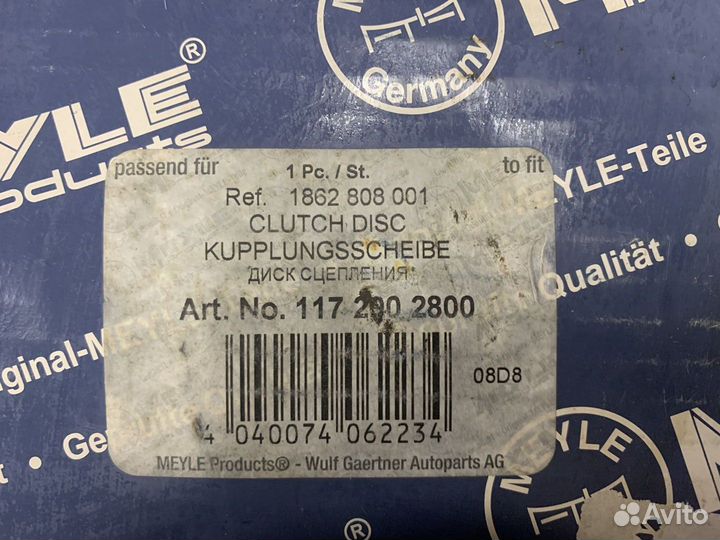 MEYLE®
Products
Germany
®
passend für
1 Pc. / St.
to fit
Ref. 1862 808 001
CLUTCH DISC
KUPPLUNGSSCHEIBE
ДИСК СЦЕПЛЕНИЯ
Art. No. 117 200 2800
08D8
4 040074 062234
MEYLE Products® - Wulf Gaertner Autoparts AG
MEYLE-Teile
Qualität •
®
Avito